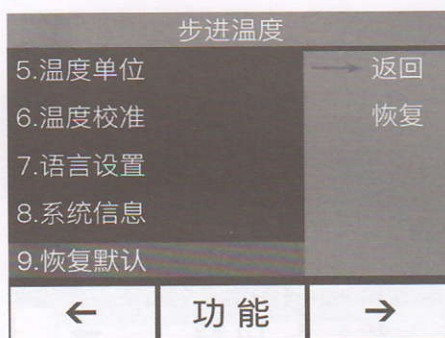 步进温度
5.温度单位
→ 返回
6.温度校准
恢复
7.语言设置
8.系统信息
9.恢复默认
← 功能 →